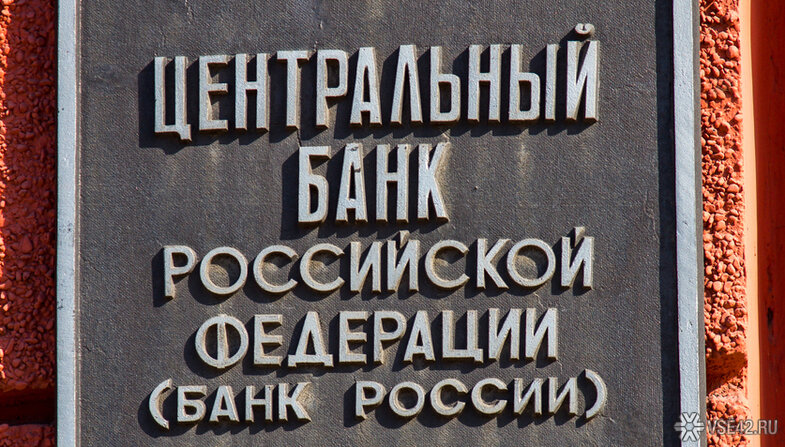 ЦЕНТРАЛЬНЫЙ
БАНК
РОССИЙСКОЙ
ФЕДЕРАЦИИ
(БАНК РОССИИ)
VSE42.RU